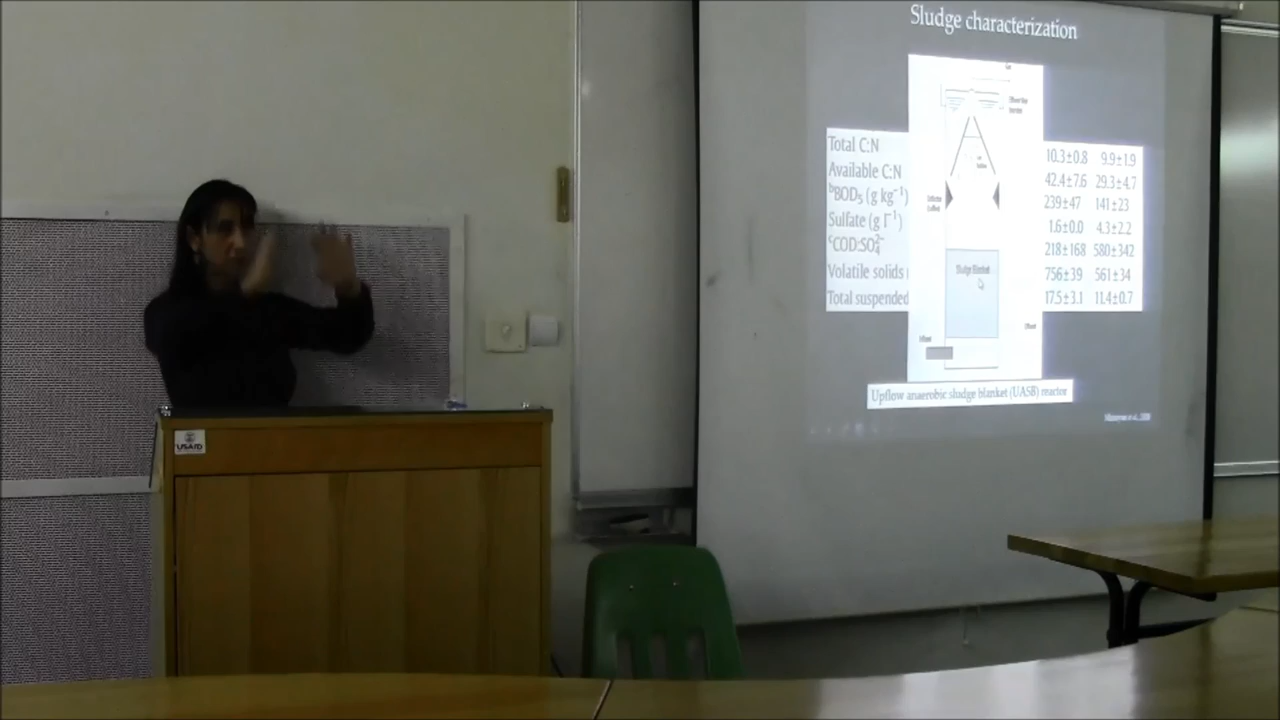 Sludge characterization
Total C:N
10.3±0.8 9.9±1.9
Available C:N
42.4±7.6 29.3±4.7
ᵇBOD₅ (g kg⁻¹)
239±47 141±23
Sulfate (g l⁻¹)
1.6±0.0 4.3±2.2
ᶜCOD:SO₄²⁻
218±168 580±342
Volatile solids
756±39 561±34
Total suspended
17.5±3.1 11.4±0.7
Sludge Blanket
Upflow anaerobic sludge blanket (UASB) reactor
USAID